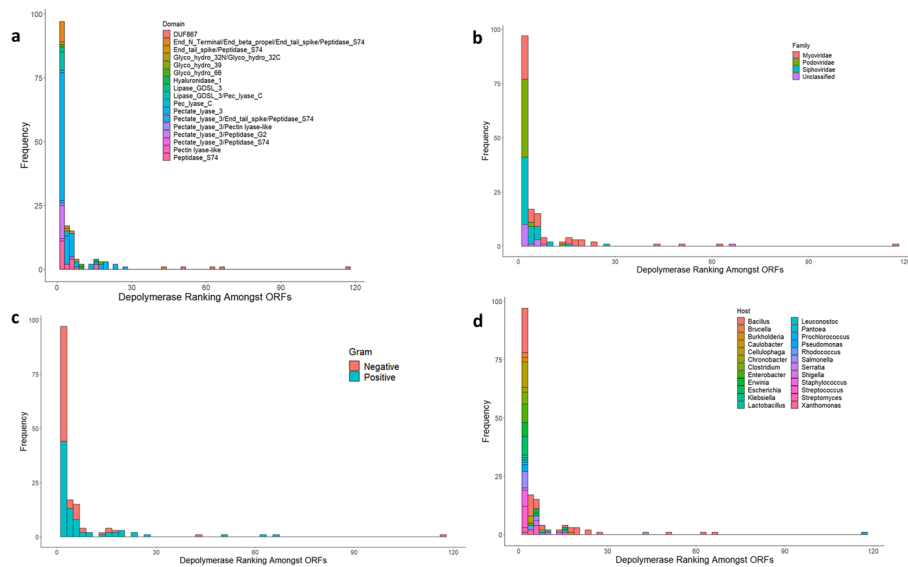 a
100
75
50
25
0
Frequency
0 30 60 90 120
Depolymerase Ranking Amongst ORFs
Domain
DUF867
End_N_Terminal/End_beta_propel/End_tail_spike/Peptidase_S74
End_tail_spike/Peptidase_S74
Glyco_hydro_32N/Glyco_hydro_32C
Glyco_hydro_39
Glyco_hydro_66
Hyaluronidase_1
Lipase_GDSL_3
Lipase_GDSL_3/Pec_lyase_C
Pec_lyase_C
Pectate_lyase_3
Pectate_lyase_3/End_tail_spike/Peptidase_S74
Pectate_lyase_3/Pectin lyase-like
Pectate_lyase_3/Peptidase_G2
Pectate_lyase_3/Peptidase_S74
Pectin lyase-like
Peptidase_S74
b
100
75
50
25
0
Frequency
0 30 60 90 120
Depolymerase Ranking Amongst ORFs
Family
Myoviridae
Podoviridae
Siphoviridae
Unclassified
c
100
75
50
25
0
Frequency
0 30 60 90 120
Depolymerase Ranking Amongst ORFs
Gram
Negative
Positive
d
100
75
50
25
0
Frequency
0 30 60 90 120
Depolymerase Ranking Amongst ORFs
Host
Bacillus
Brucella
Burkholderia
Caulobacter
Cellulophaga
Chronobacter
Clostridium
Enterobacter
Erwinia
Escherichia
Klebsiella
Lactobacillus
Leuconostoc
Pantoea
Prochlorococcus
Pseudomonas
Rhodococcus
Salmonella
Serratia
Shigella
Staphylococcus
Streptococcus
Streptomyces
Xanthomonas